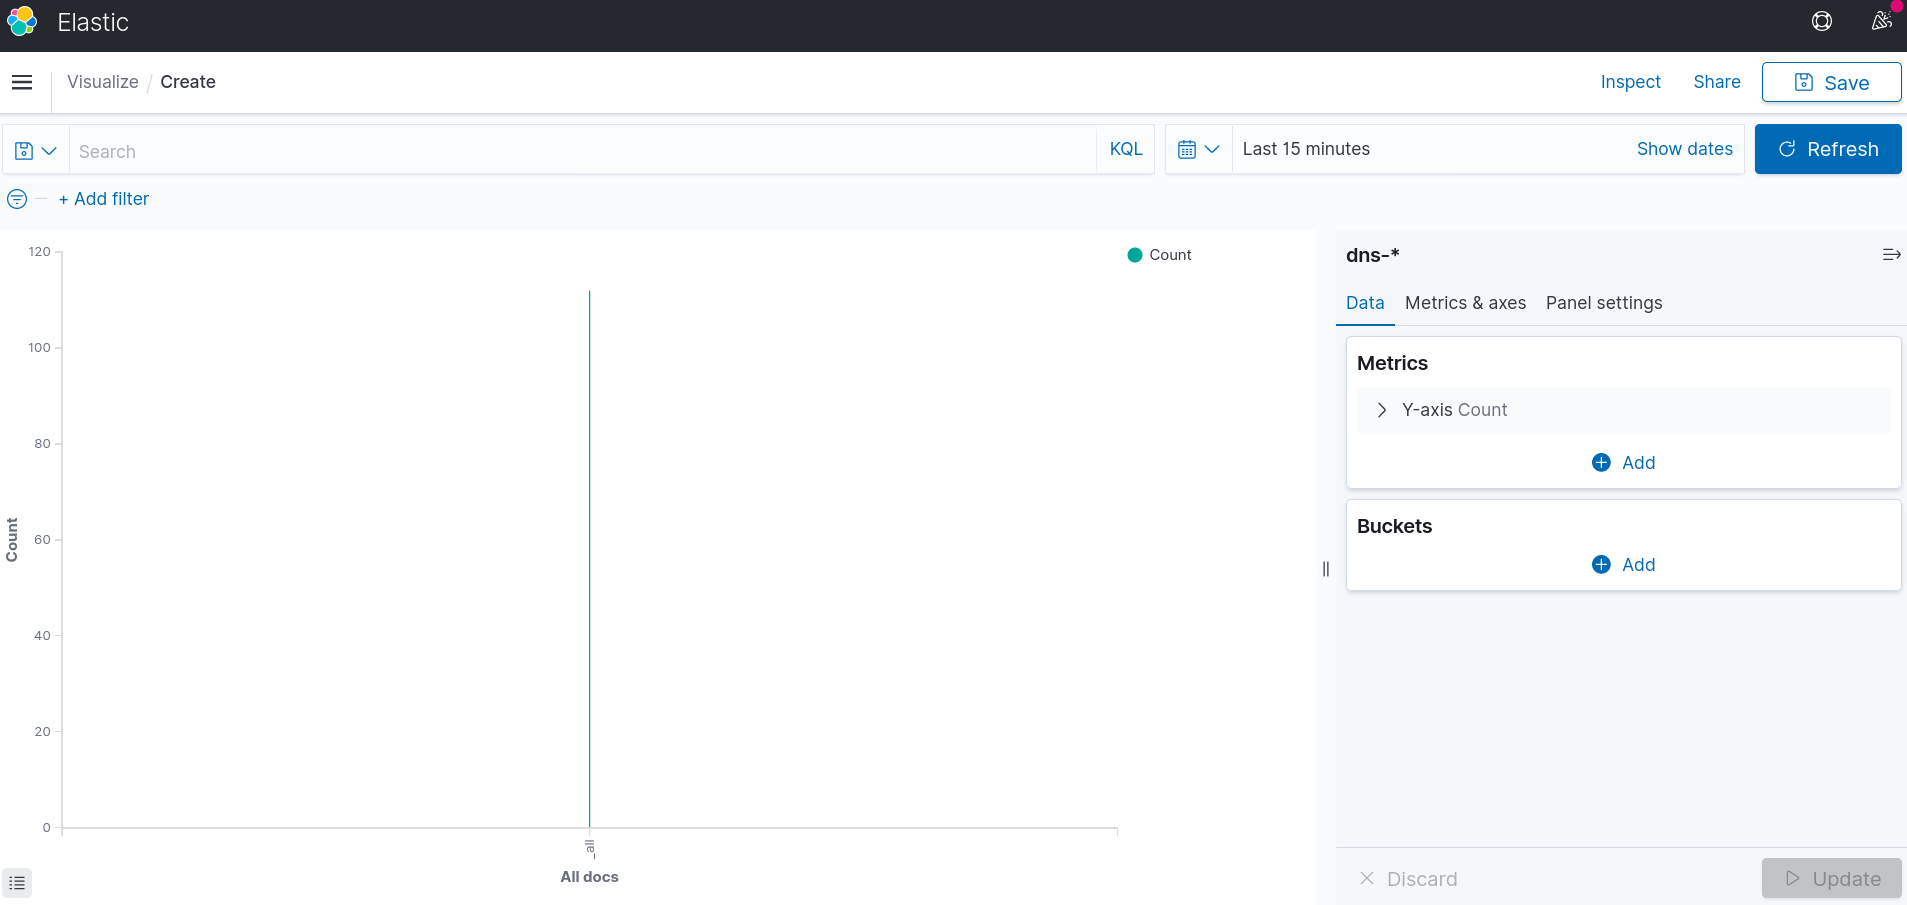 Elastic
Visualize / Create
Inspect Share Save
Search KQL Last 15 minutes Show dates Refresh
+ Add filter
120
100
80
60
40
20
0
Count
_all
All docs
Count
dns-*
Data Metrics & axes Panel settings
Metrics
Y-axis Count
Add
Buckets
Add
Discard Update